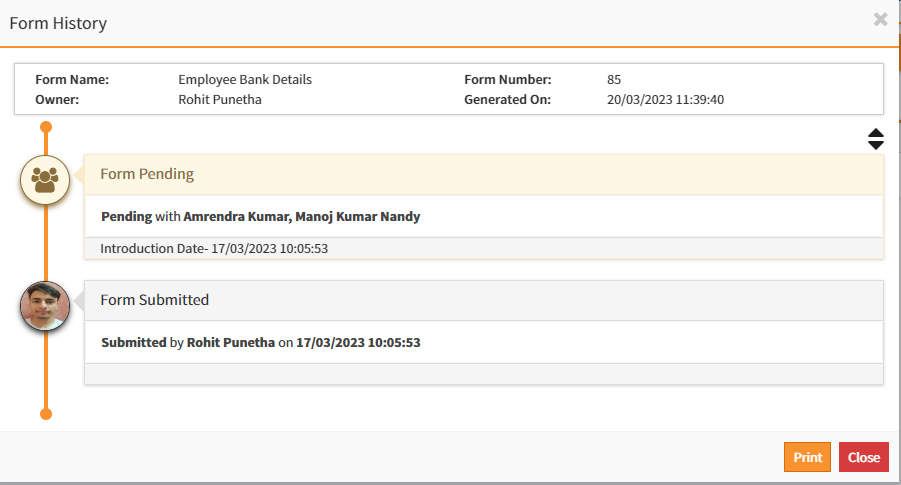 Form History
Form Name: Employee Bank Details Form Number: 85
Owner: Rohit Punetha Generated On: 20/03/2023 11:39:40
Form Pending
Pending with Amrendra Kumar, Manoj Kumar Nandy
Introduction Date- 17/03/2023 10:05:53
Form Submitted
Submitted by Rohit Punetha on 17/03/2023 10:05:53
Print Close